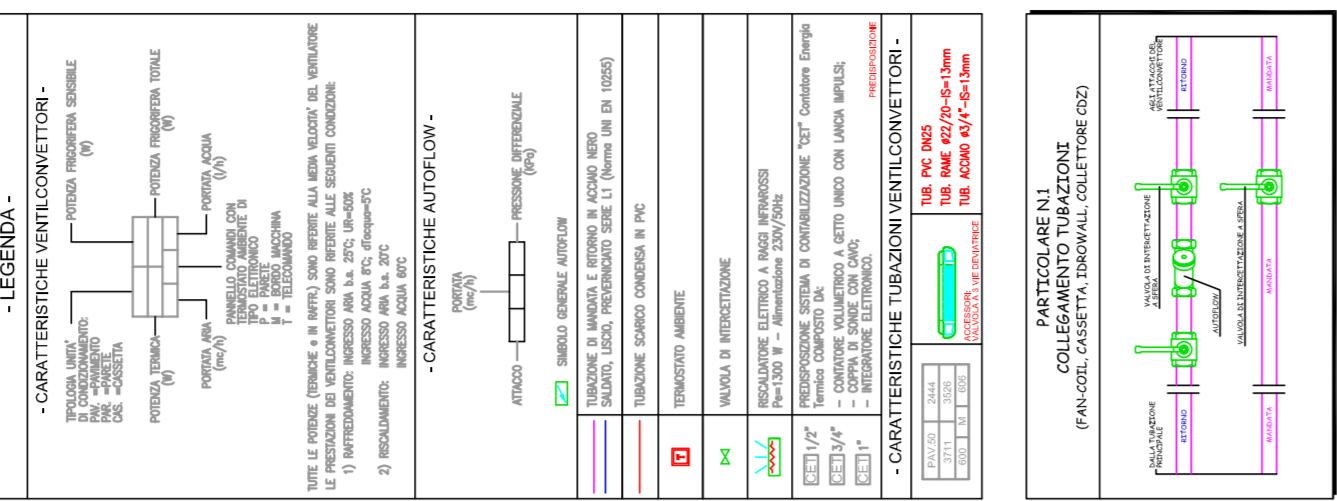 - LEGENDA -
- CARATTERISTICHE VENTILCONVETTORI -
TIPOLOGIA UNITA'
DI CONDIZIONAMENTO:
PAV. =PAVIMENTO
PAR. =PARETE
CAS. =CASSETTA
POTENZA FRIGORIFERA SENSIBILE
(W)
POTENZA TERMICA
(W)
POTENZA FRIGORIFERA TOTALE
(W)
PORTATA ARIA
(mc/h)
PORTATA ACQUA
(l/h)
PANNELLO COMANDI CON
TERMOSTATO AMBIENTE DI
TIPO ELETTRONICO
P = PARETE
M = BORDO MACCHINA
T = TELECOMANDO
TUTTE LE POTENZE (TERMICHE e IN RAFFR.) SONO RIFERITE ALLA MEDIA VELOCITA' DEL VENTILATORE
LE PRESTAZIONI DEI VENTILCONVETTORI SONO RIFERITE ALLE SEGUENTI CONDIZIONI:
1) RAFFREDDAMENTO: INGRESSO ARIA b.s. 25°C; UR=50%
INGRESSO ACQUA 8°C; dTacqua=5°C
2) RISCALDAMENTO: INGRESSO ARIA b.s. 20°C
INGRESSO ACQUA 60°C
- CARATTERISTICHE AUTOFLOW -
PORTATA
(mc/h)
ATTACCO
PRESSIONE DIFFERENZIALE
(KPa)
SIMBOLO GENERALE AUTOFLOW
TUBAZIONE DI MANDATA E RITORNO IN ACCIAIO NERO
SALDATO, LISCIO, PREVERNICIATO SERIE L1 (Norme UNI EN 10255)
TUBAZIONE SCARICO CONDENSA IN PVC
T
TERMOSTATO AMBIENTE
VALVOLA DI INTERCETTAZIONE
RISCALDATORE ELETTRICO A RAGGI INFRAROSSI
Pe=1300 W - Alimentazione 230V/50Hz
CET 1/2"
CET 3/4"
CET 1"
PREDISPOSIZIONE SISTEMA DI CONTABILIZZAZIONE "CET" Contatore Energia
Termica COMPOSTO DA:
- CONTATORE VOLUMETRICO A GETTO UNICO CON LANCIA IMPULSI;
- COPPIA DI SONDE CON CAVO;
- INTEGRATORE ELETTRONICO.
PREDISPOSIZIONE
- CARATTERISTICHE TUBAZIONI VENTILCONVETTORI -
PAV.50 2444
3711 3526
600 M 606
ACCESSORI:
VALVOLA A 3 VIE DEVIATRICE
TUB. PVC DN25
TUB. RAME ø22/20-IS=13mm
TUB. ACCIAIO ø3/4"-IS=13mm
PARTICOLARE N.1
COLLEGAMENTO TUBAZIONI
(FAN-COIL, CASSETTA, IDROWALL, COLLETTORE CDZ)
DALLA TUBAZIONE
PRINCIPALE
VALVOLA DI INTERCETTAZIONE
A SFERA
AGLI ATTACCHI DEL
VENTILCONVETTORE
RITORNO
RITORNO
AUTOFLOW
VALVOLA DI INTERCETTAZIONE A SFERA
MANDATA
MANDATA
MANDATA